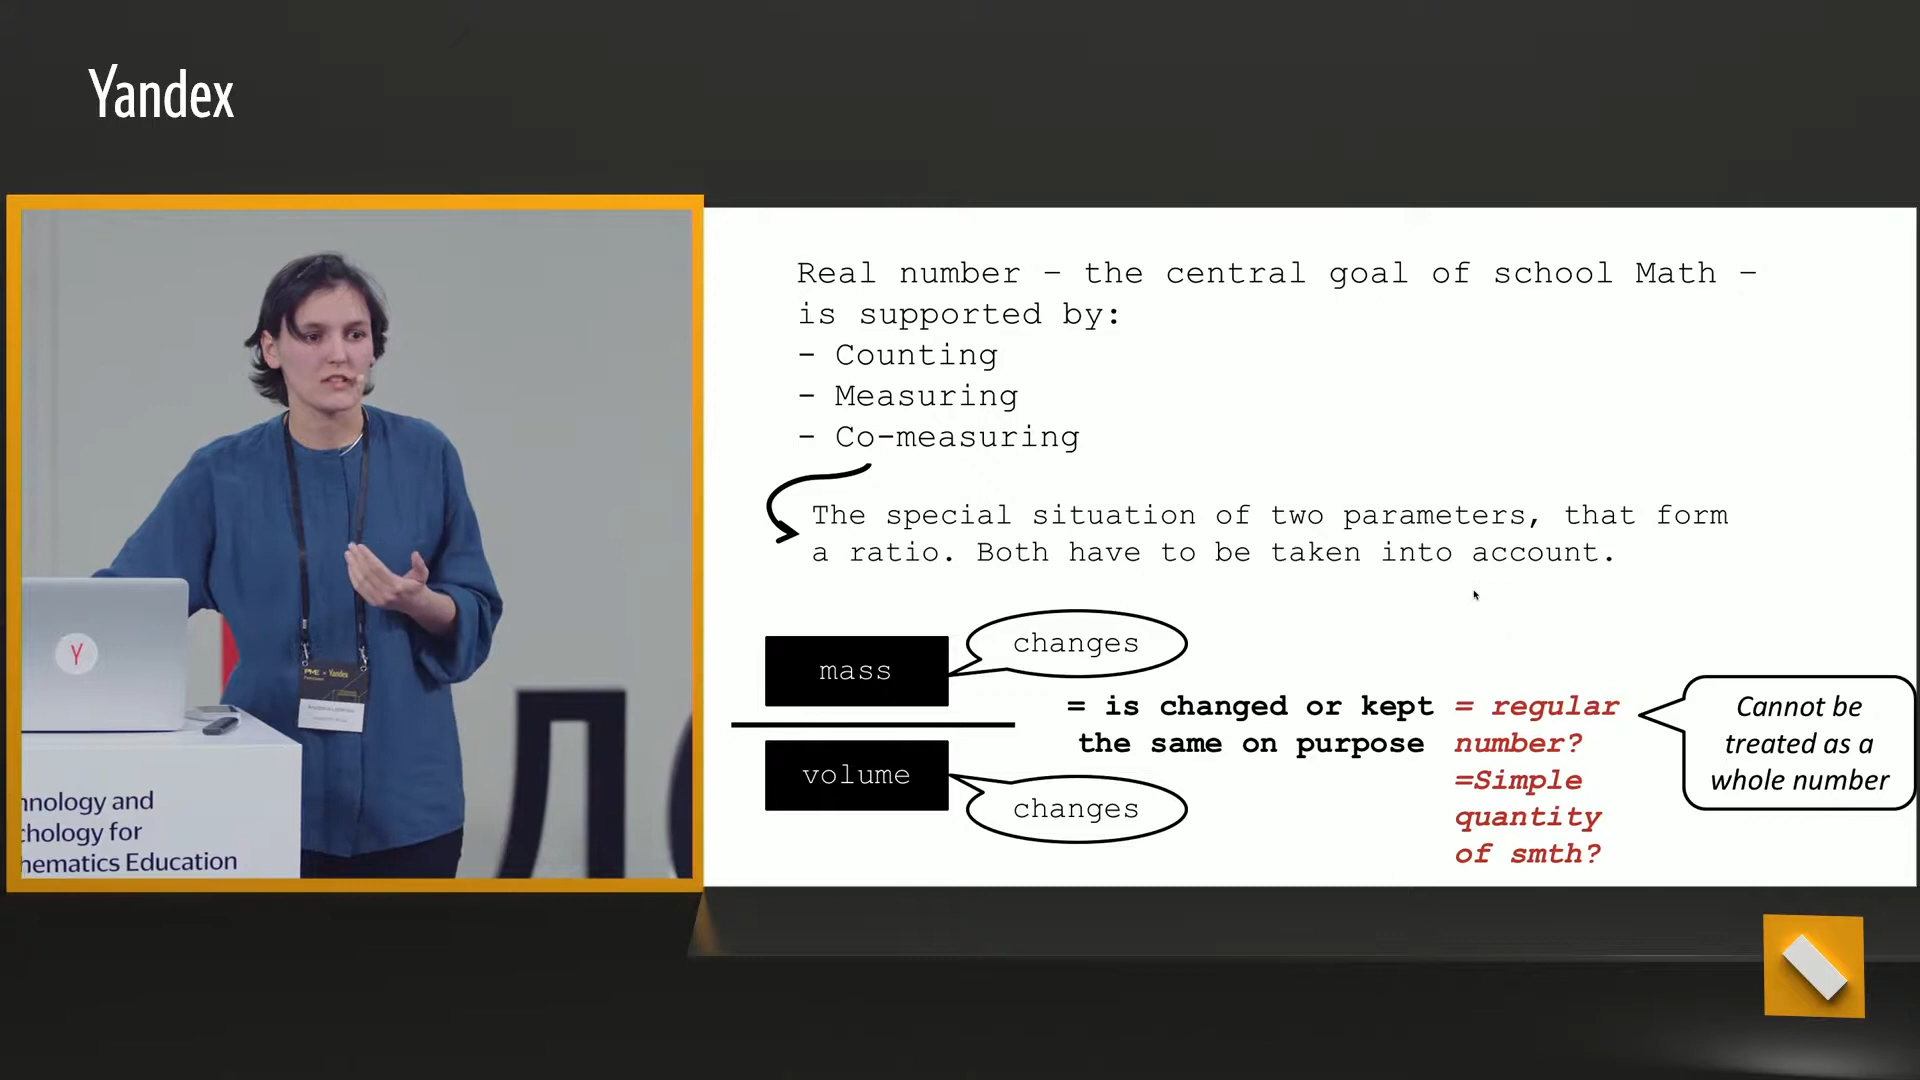 Yandex
Real number – the central goal of school Math –
is supported by:
- Counting
- Measuring
- Co-measuring
The special situation of two parameters, that form
a ratio. Both have to be taken into account.
mass
changes
volume
changes
= is changed or kept
the same on purpose
= regular
number?
=Simple
quantity
of smth?
Cannot be
treated as a
whole number
Y
PME Yandex
hnology and
chology for
hematics Education